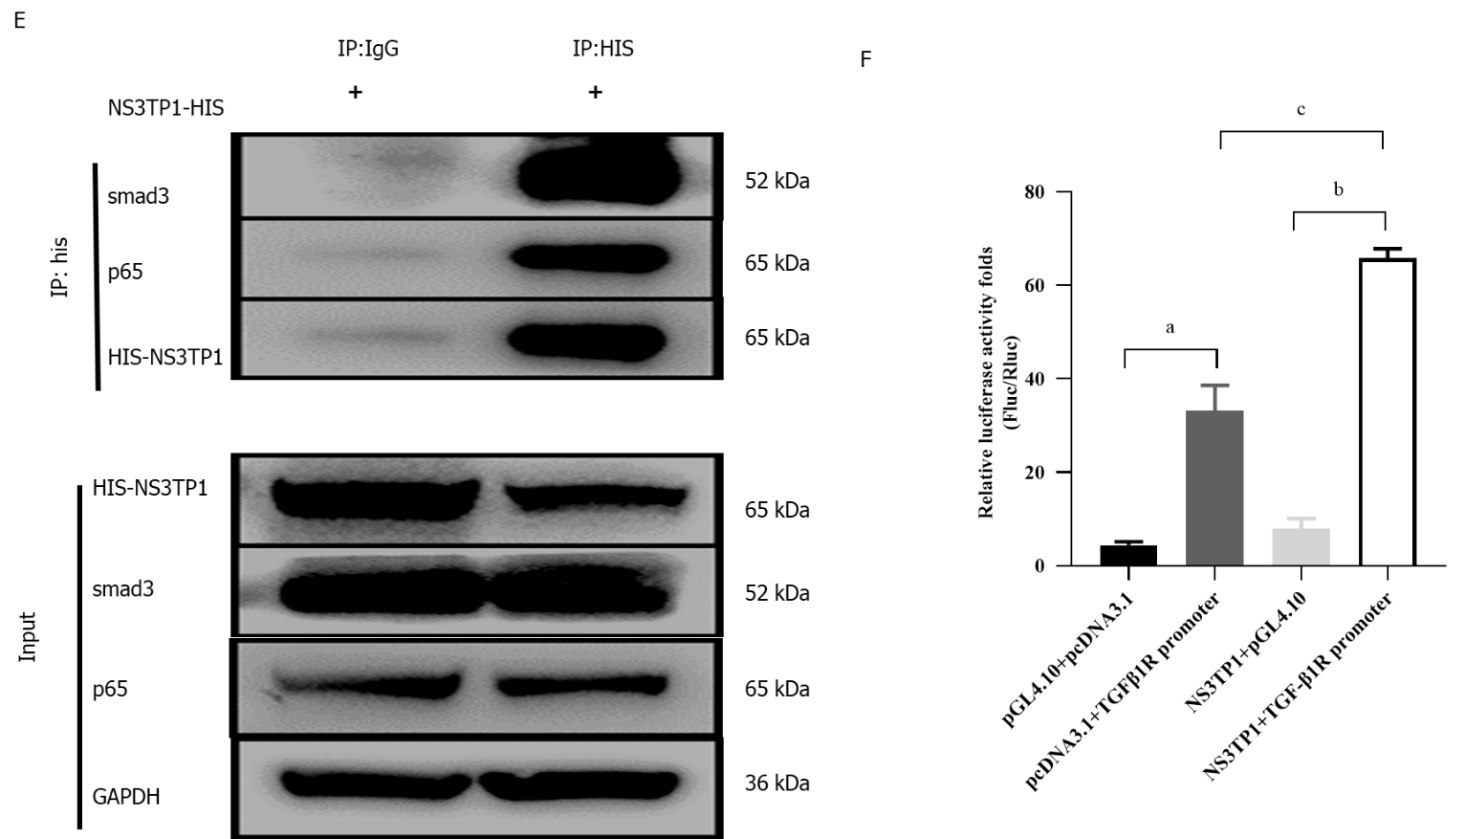 E
IP:IgG IP:HIS
NS3TP1-HIS + +
IP: his
smad3 52 kDa
p65 65 kDa
HIS-NS3TP1 65 kDa
Input
HIS-NS3TP1 65 kDa
smad3 52 kDa
p65 65 kDa
GAPDH 36 kDa
F
c
b
a
Relative luciferase activity folds
(Fluc/Rluc)
80
60
40
20
0
pGL4.10+pcDNA3.1
pcDNA3.1+TGFβ1R promoter
NS3TP1+pGL4.10
NS3TP1+TGF-β1R promoter